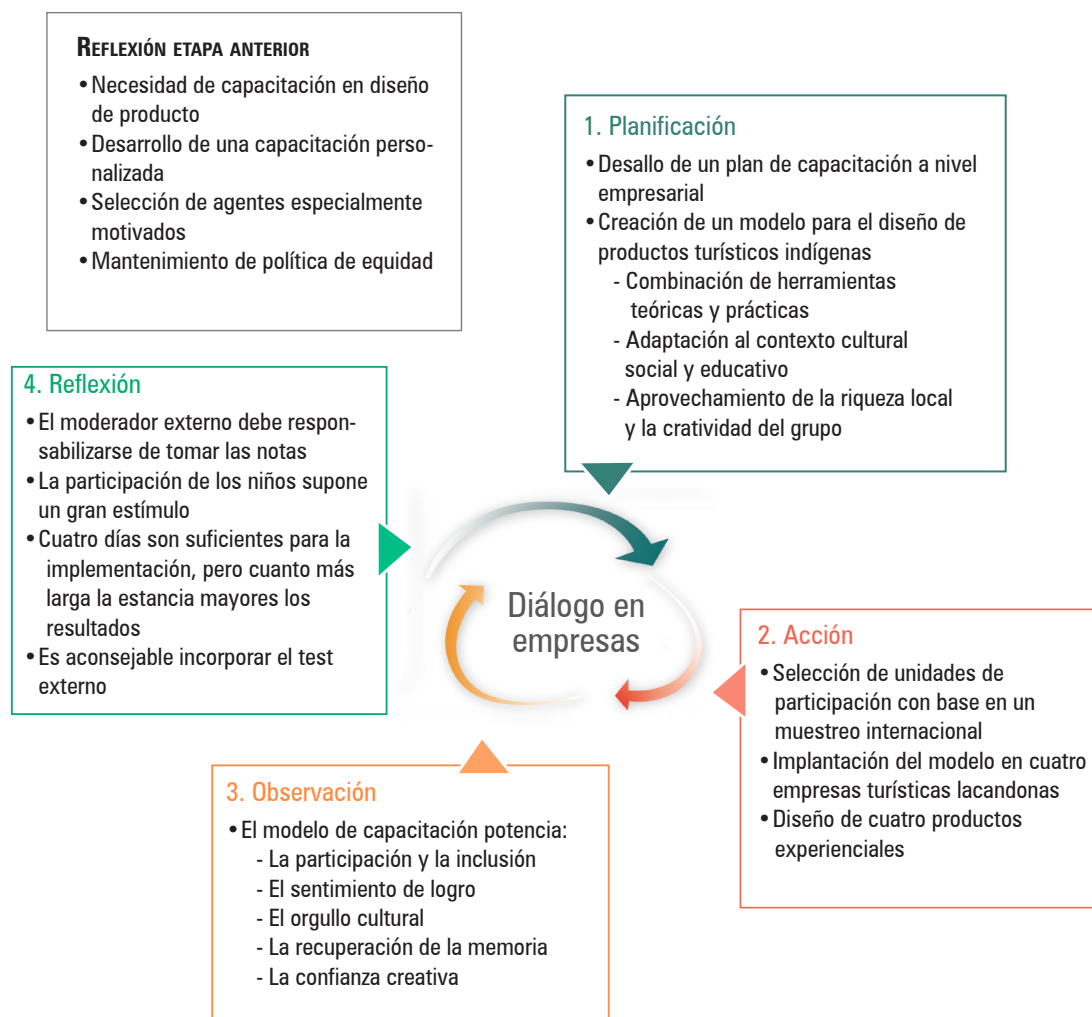 REFLEXIÓN ETAPA ANTERIOR
• Necesidad de capacitación en diseño
de producto
• Desarrollo de una capacitación perso-
nalizada
• Selección de agentes especialmente
motivados
• Mantenimiento de política de equidad
1. Planificación
• Desallo de un plan de capacitación a nivel
empresarial
• Creación de un modelo para el diseño de
productos turísticos indígenas
- Combinación de herramientas
teóricas y prácticas
- Adaptación al contexto cultural
social y educativo
- Aprovechamiento de la riqueza local
y la cratividad del grupo
4. Reflexión
• El moderador externo debe respon-
sabilizarse de tomar las notas
• La participación de los niños supone
un gran estímulo
• Cuatro días son suficientes para la
implementación, pero cuanto más
larga la estancia mayores los
resultados
• Es aconsejable incorporar el test
externo
Diálogo en
empresas
2. Acción
• Selección de unidades de
participación con base en un
muestreo internacional
• Implantación del modelo en cuatro
empresas turísticas lacandonas
• Diseño de cuatro productos
experienciales
3. Observación
• El modelo de capacitación potencia:
- La participación y la inclusión
- El sentimiento de logro
- El orgullo cultural
- La recuperación de la memoria
- La confianza creativa